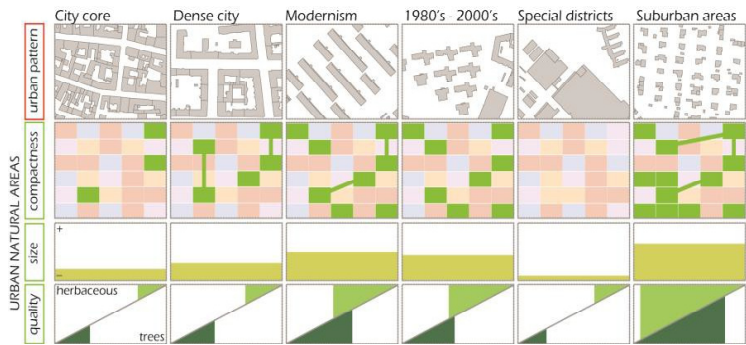 City core
Dense city
Modernism
1980's - 2000's
Special districts
Suburban areas
URBAN NATURAL AREAS
urban pattern
compactness
size
+
–
quality
herbaceous
trees